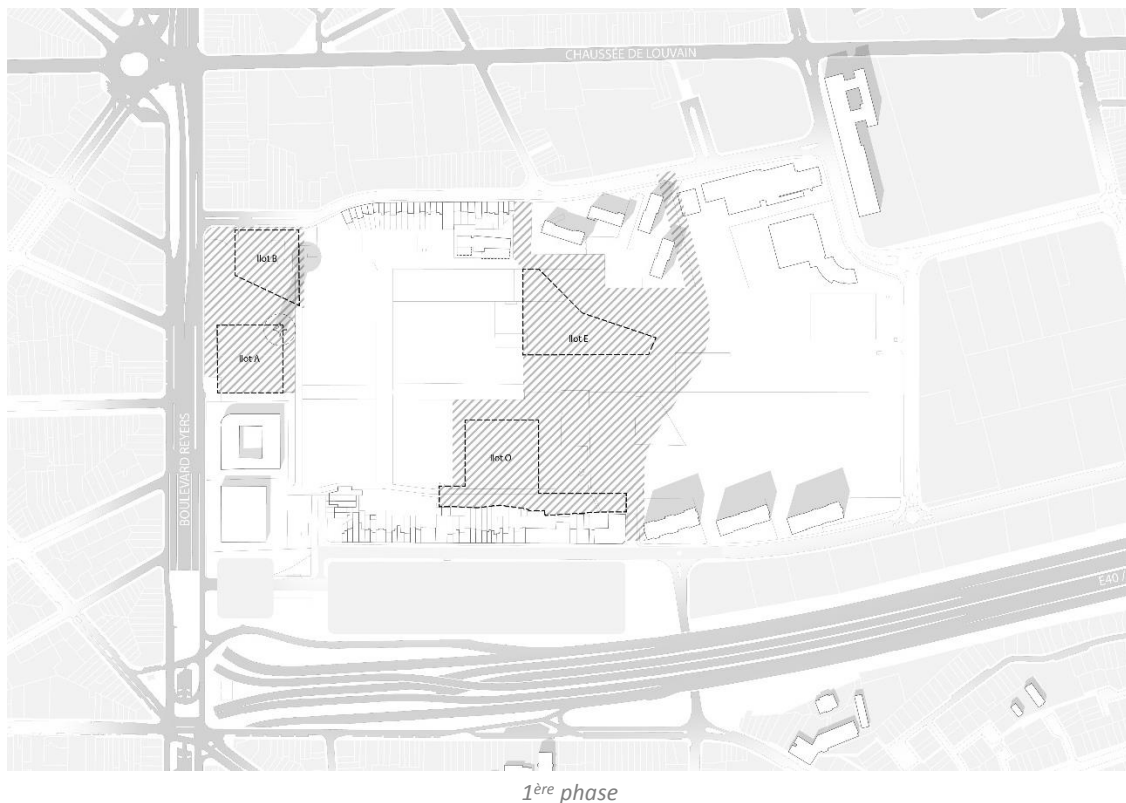 CHAUSSÉE DE LOUVAIN
Ilot B
Ilot E
Ilot A
BOULEVARD REYERS
Ilot O
E40 /
1ère phase